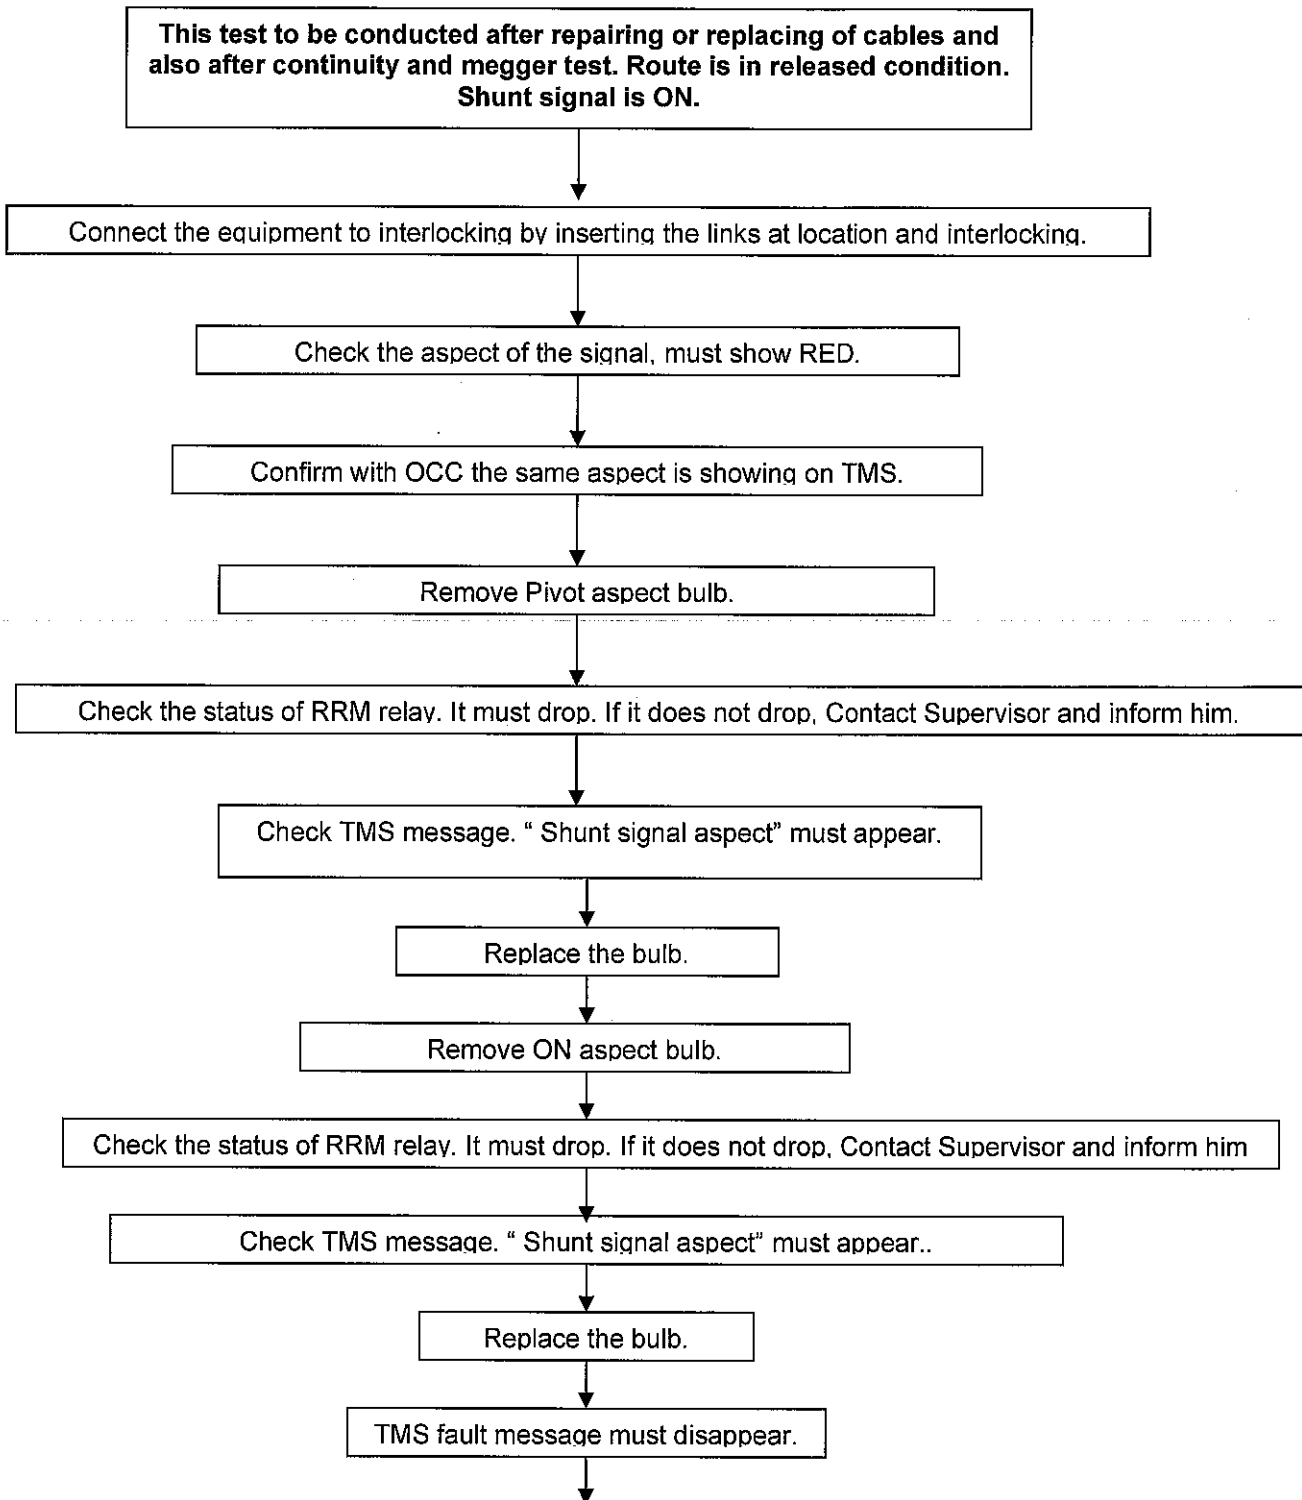 This test to be conducted after repairing or replacing of cables and
also after continuity and megger test. Route is in released condition.
Shunt signal is ON.
Connect the equipment to interlocking by inserting the links at location and interlocking.
Check the aspect of the signal, must show RED.
Confirm with OCC the same aspect is showing on TMS.
Remove Pivot aspect bulb.
Check the status of RRM relay. It must drop. If it does not drop, Contact Supervisor and inform him.
Check TMS message. “ Shunt signal aspect” must appear.
Replace the bulb.
Remove ON aspect bulb.
Check the status of RRM relay. It must drop. If it does not drop, Contact Supervisor and inform him
Check TMS message. “ Shunt signal aspect” must appear..
Replace the bulb.
TMS fault message must disappear.